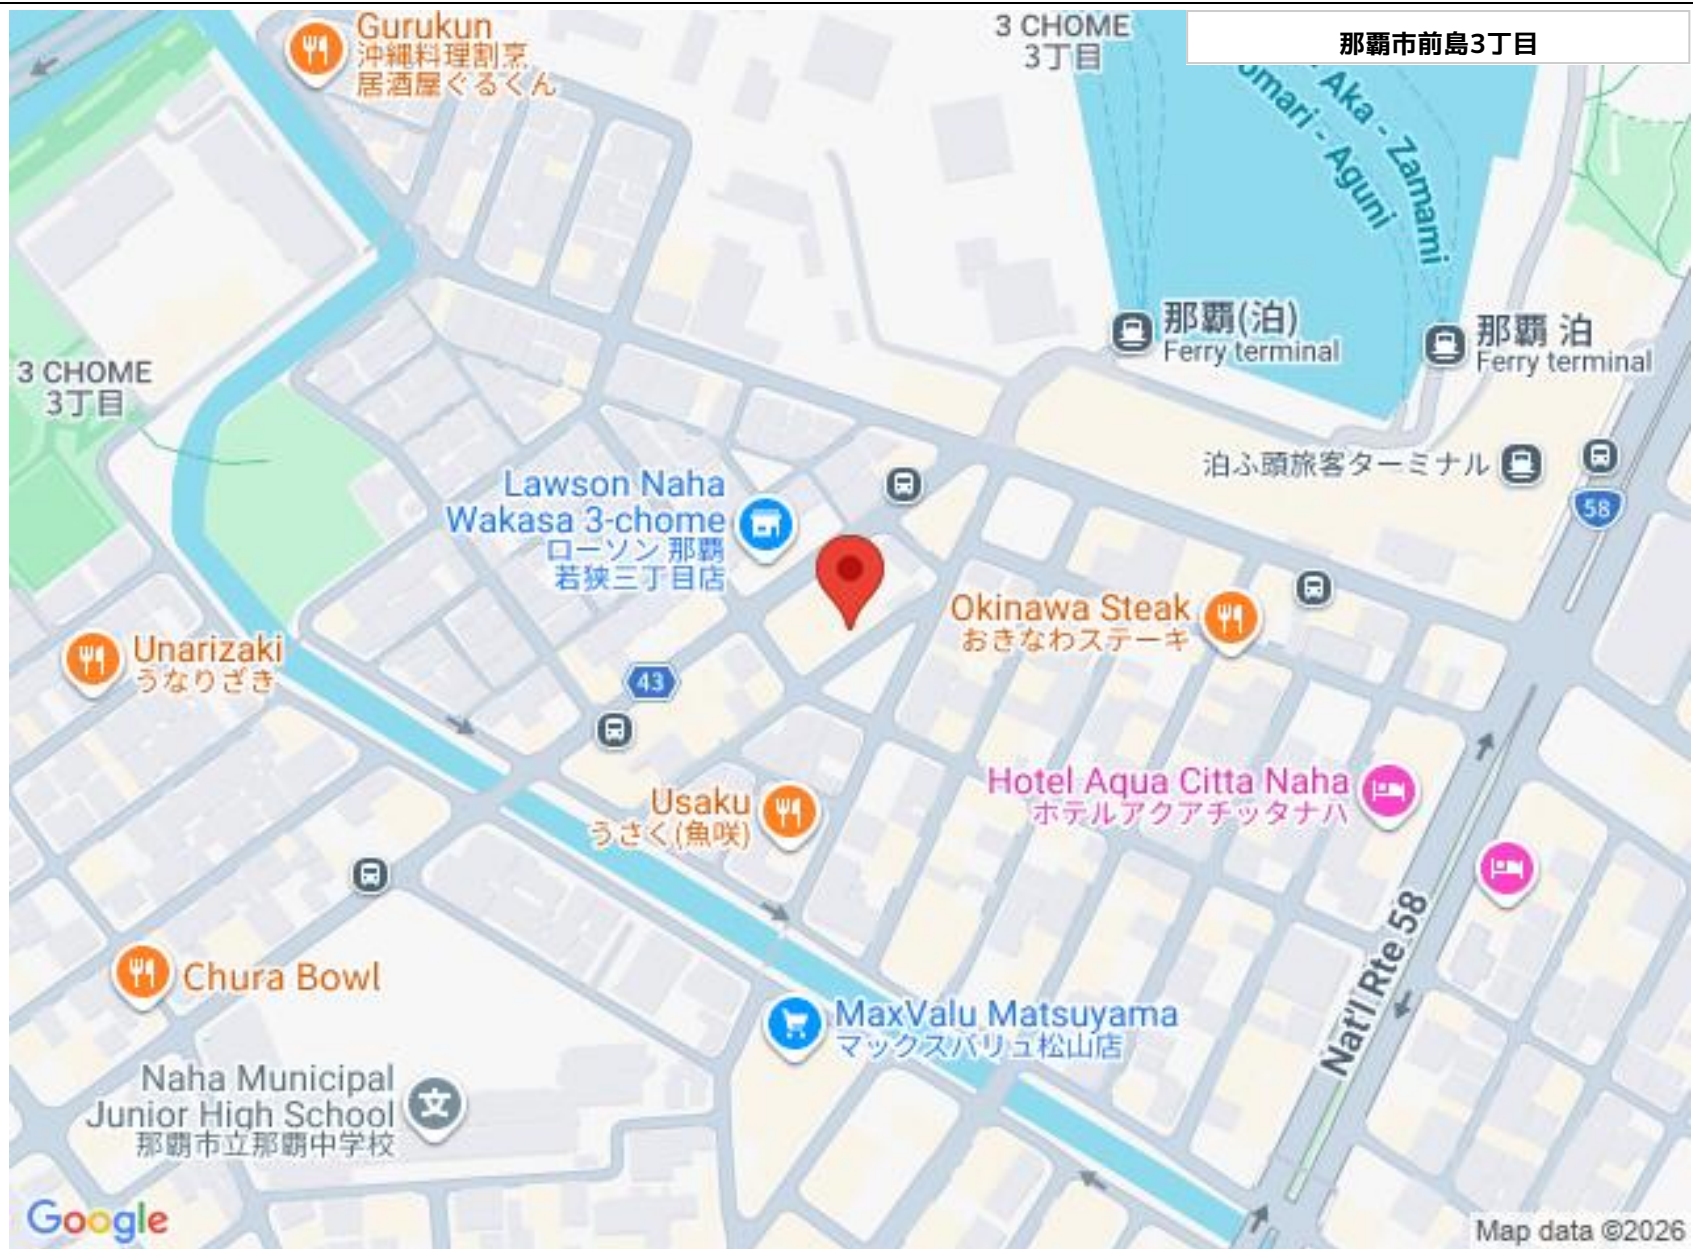 Gurukun
沖縄料理割烹
居酒屋ぐるくん
3 CHOME
3丁目
那覇市前島3丁目
Aka - Zamami
omari - Aguni
那覇(泊)
Ferry terminal
那覇 泊
Ferry terminal
3 CHOME
3丁目
泊ふ頭旅客ターミナル
58
Lawson Naha
Wakasa 3-chome
ローソン 那覇
若狭三丁目店
Okinawa Steak
おきなわステーキ
Unarizaki
うなりざき
43
Usaku
うさく(魚咲)
Hotel Aqua Citta Naha
ホテルアクアチッタナハ
Nat'l Rte 58
Chura Bowl
MaxValu Matsuyama
マックスバリュ松山店
Naha Municipal
Junior High School
那覇市立那覇中学校
文
Google
Map data ©2026